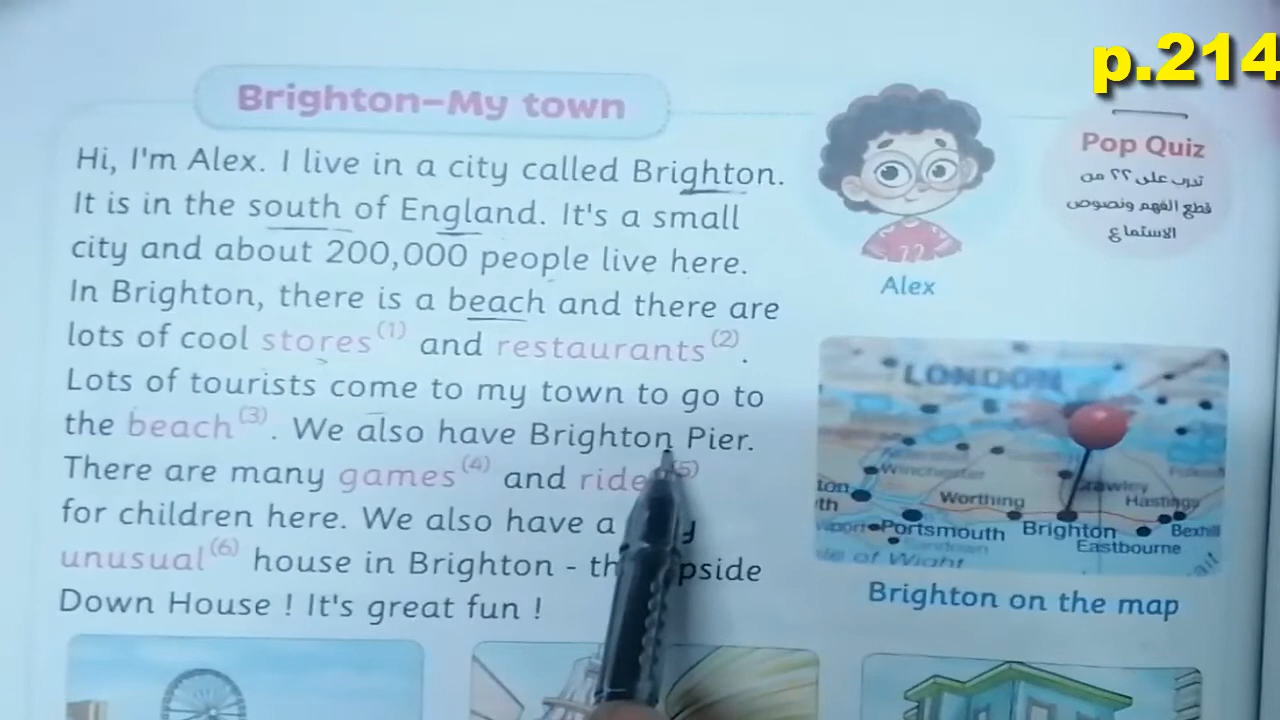 p.214
Brighton–My town
Hi, I'm Alex. I live in a city called Brighton.
It is in the south of England. It's a small
city and about 200,000 people live here.
In Brighton, there is a beach and there are
lots of cool stores(1) and restaurants(2).
Lots of tourists come to my town to go to
the beach(3). We also have Brighton Pier.
There are many games(4) and ride (5)
for children here. We also have a
unusual(6) house in Brighton - th pside
Down House ! It's great fun !
Alex
Pop Quiz
تدرب على ٢٢ من
قطع الفهم ونصوص
الاستماع
LONDON
Winchester
Crawley
Worthing
Hastings
Portsmouth
Brighton
Bexhill
Eastbourne
Brighton on the map